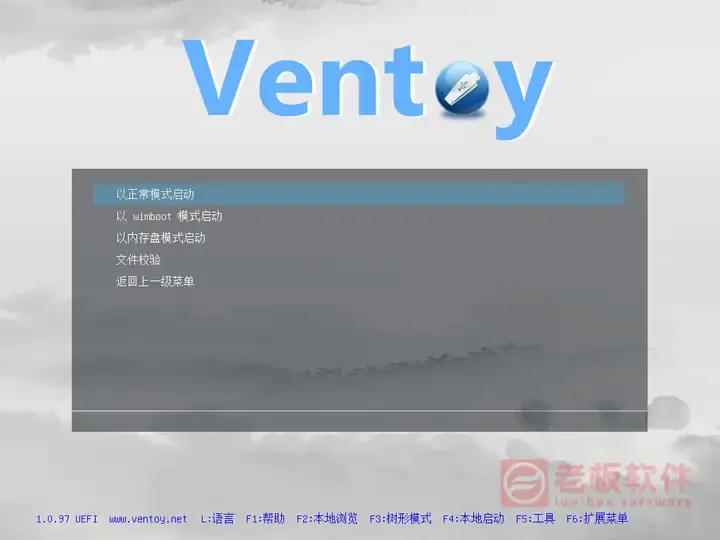 Ventoy
以正常模式启动
以 wimboot 模式启动
以内存盘模式启动
文件校验
返回上一级菜单
老板软件
laoban software
1.0.97 UEFI www.ventoy.net L:语言 F1:帮助 F2:本地浏览 F3:树形模式 F4:本地启动 F5:工具 F6:扩展菜单